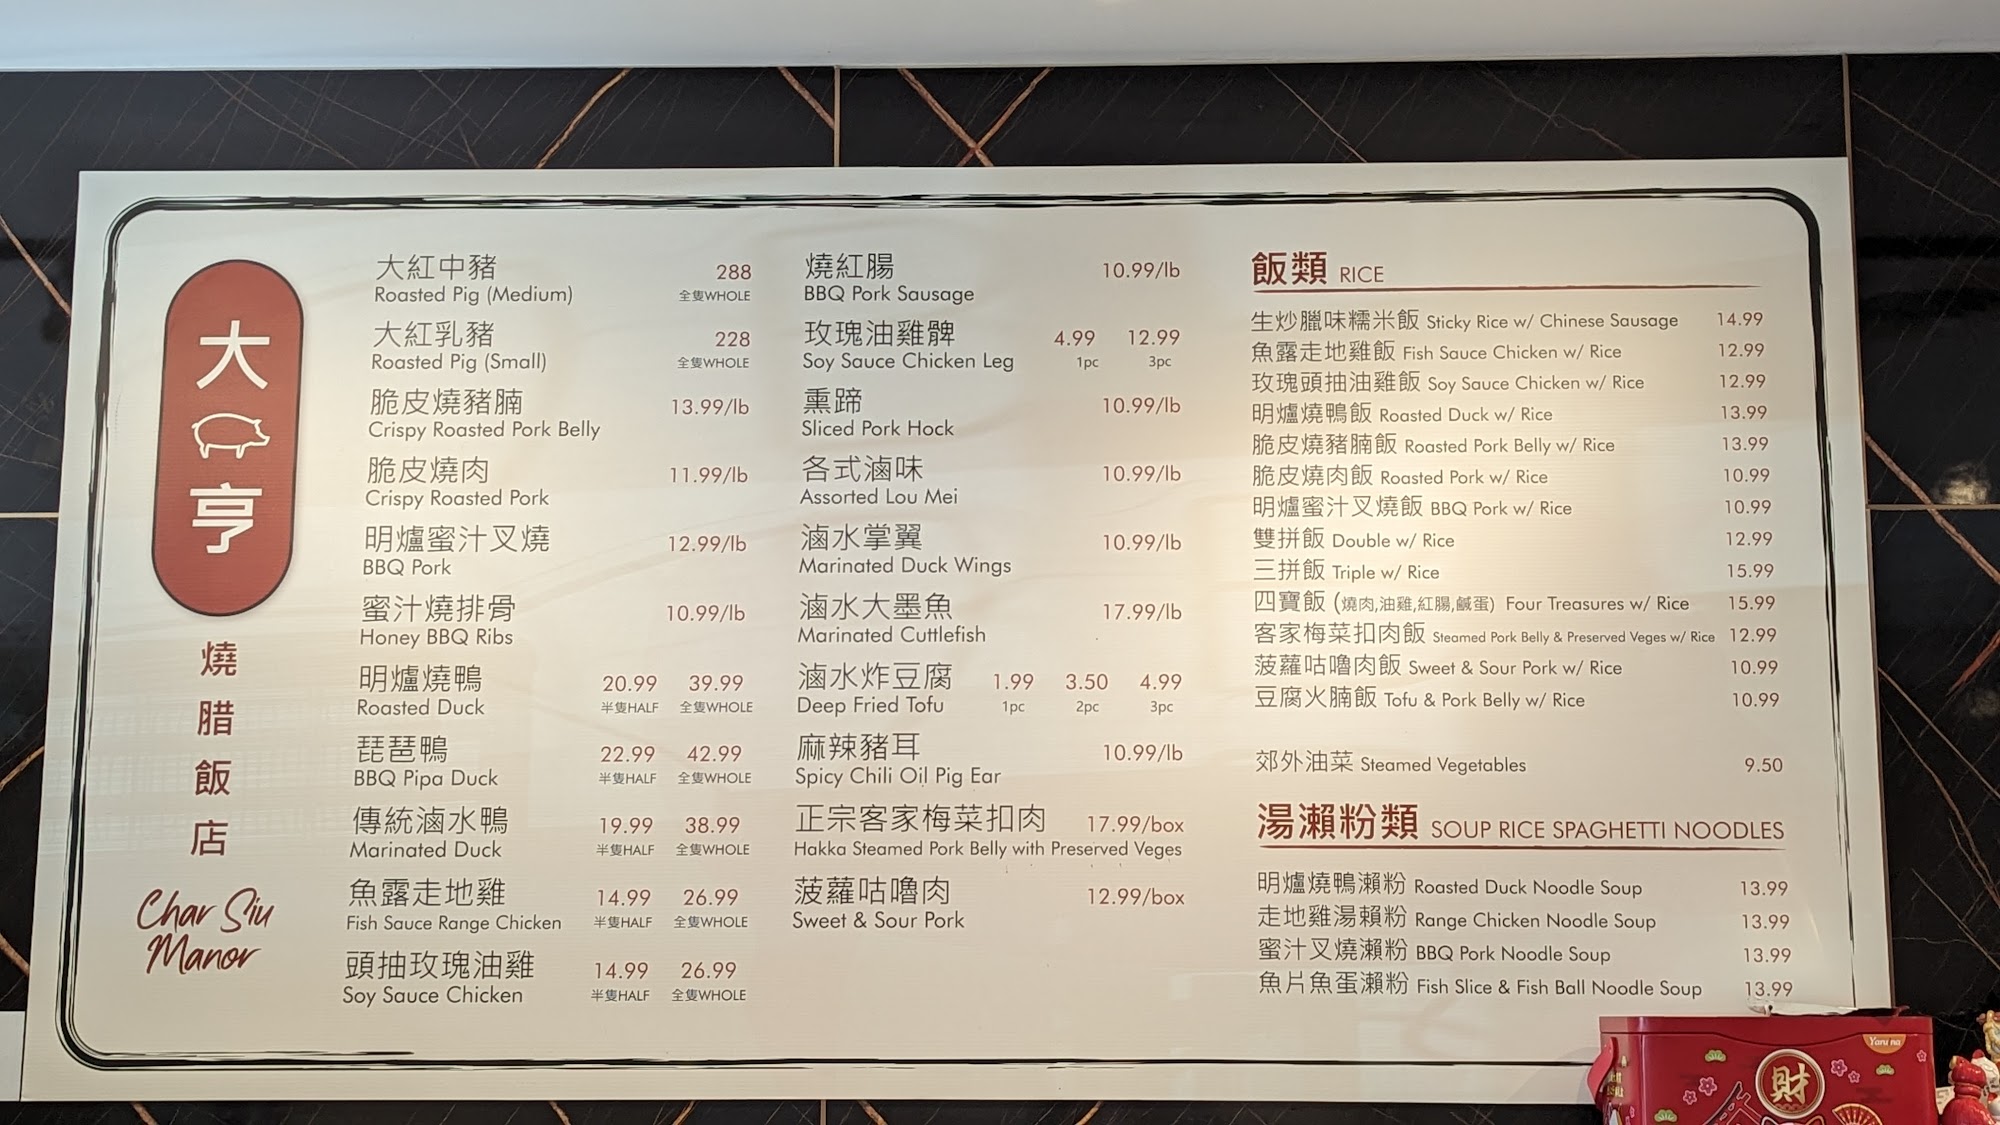 大亨
燒腊飯店
Char Siu
Manor
大紅中豬 288
Roasted Pig (Medium) 全隻WHOLE
大紅乳豬 228
Roasted Pig (Small) 全隻WHOLE
脆皮燒豬腩 13.99/lb
Crispy Roasted Pork Belly
脆皮燒肉 11.99/lb
Crispy Roasted Pork
明爐蜜汁叉燒 12.99/lb
BBQ Pork
蜜汁燒排骨 10.99/lb
Honey BBQ Ribs
明爐燒鴨 20.99 39.99
Roasted Duck 半隻HALF 全隻WHOLE
琵琶鴨 22.99 42.99
BBQ Pipa Duck 半隻HALF 全隻WHOLE
傳統滷水鴨 19.99 38.99
Marinated Duck 半隻HALF 全隻WHOLE
魚露走地雞 14.99 26.99
Fish Sauce Range Chicken 半隻HALF 全隻WHOLE
頭抽玫瑰油雞 14.99 26.99
Soy Sauce Chicken 半隻HALF 全隻WHOLE
燒紅腸 10.99/lb
BBQ Pork Sausage
玫瑰油雞髀 4.99 12.99
Soy Sauce Chicken Leg 1pc 3pc
熏蹄 10.99/lb
Sliced Pork Hock
各式滷味 10.99/lb
Assorted Lou Mei
滷水掌翼 10.99/lb
Marinated Duck Wings
滷水大墨魚 17.99/lb
Marinated Cuttlefish
滷水炸豆腐 1.99 3.50 4.99
Deep Fried Tofu 1pc 2pc 3pc
麻辣豬耳 10.99/lb
Spicy Chili Oil Pig Ear
正宗客家梅菜扣肉 17.99/box
Hakka Steamed Pork Belly with Preserved Veges
菠蘿咕嚕肉 12.99/box
Sweet & Sour Pork
飯類 RICE
生炒臘味糯米飯 Sticky Rice w/ Chinese Sausage 14.99
魚露走地雞飯 Fish Sauce Chicken w/ Rice 12.99
玫瑰頭抽油雞飯 Soy Sauce Chicken w/ Rice 12.99
明爐燒鴨飯 Roasted Duck w/ Rice 13.99
脆皮燒豬腩飯 Roasted Pork Belly w/ Rice 13.99
脆皮燒肉飯 Roasted Pork w/ Rice 10.99
明爐蜜汁叉燒飯 BBQ Pork w/ Rice 10.99
雙拼飯 Double w/ Rice 12.99
三拼飯 Triple w/ Rice 15.99
四寶飯 (燒肉,油雞,紅腸,鹹蛋) Four Treasures w/ Rice 15.99
客家梅菜扣肉飯 Steamed Pork Belly & Preserved Veges w/ Rice 12.99
菠蘿咕嚕肉飯 Sweet & Sour Pork w/ Rice 10.99
豆腐火腩飯 Tofu & Pork Belly w/ Rice 10.99
郊外油菜 Steamed Vegetables 9.50
湯瀨粉類 SOUP RICE SPAGHETTI NOODLES
明爐燒鴨瀨粉 Roasted Duck Noodle Soup 13.99
走地雞湯賴粉 Range Chicken Noodle Soup 13.99
蜜汁叉燒瀨粉 BBQ Pork Noodle Soup 13.99
魚片魚蛋瀨粉 Fish Slice & Fish Ball Noodle Soup 13.99
Yaru na
財